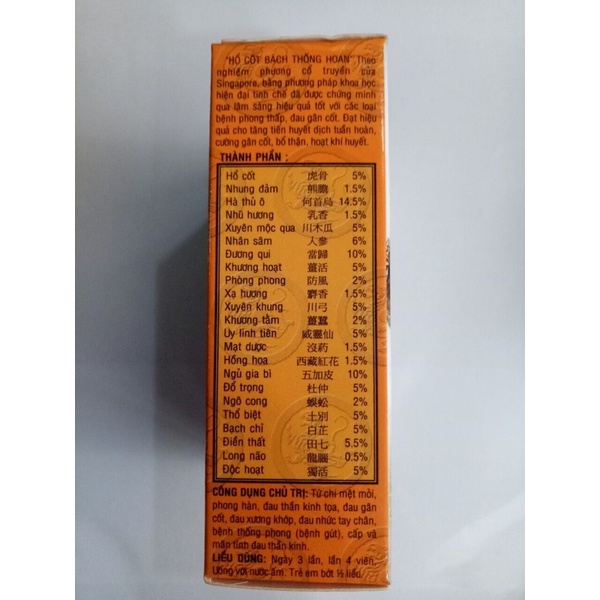 "HỔ CỐT BẠCH THỐNG HOÀN" Theo
nghiệm phương cổ truyền của
Singapore, bằng phương pháp khoa học
hiện đại tinh chế đã được chứng minh
qua lâm sàng hiệu quả tốt với các loại
bệnh phong thấp, đau gân cốt. Đạt hiệu
quả cho tăng tiến huyết dịch tuần hoàn,
cường gân cốt, bổ thận, hoạt khí huyết.
THÀNH PHẦN :
Hổ cốt 虎骨 5%
Nhung đảm 熊膽 1.5%
Hà thủ ô 何首烏 14.5%
Nhũ hương 乳香 1.5%
Xuyên mộc qua 川木瓜 5%
Nhân sâm 人參 6%
Đương qui 當歸 10%
Khương hoạt 薑活 5%
Phòng phong 防風 2%
Xạ hương 麝香 1.5%
Xuyên khung 川弓 5%
Khương tằm 薑蠶 2%
Uy linh tiên 威靈仙 5%
Mạt dược 沒药 1.5%
Hồng hoa 西藏紅花 1.5%
Ngũ gia bì 五加皮 10%
Đỗ trọng 杜仲 5%
Ngô cong 蜈蚣 2%
Thổ biệt 土別 5%
Bạch chỉ 白芷 5%
Điền thất 田七 5.5%
Long não 龍腦 0.5%
Độc hoạt 獨活 5%
CÔNG DỤNG CHỦ TRỊ: Tứ chi mệt mỏi,
phong hàn, đau thần kinh tọa, đau gân
cốt, đau xương khớp, đau nhức tay chân,
bệnh thống phong (bệnh gút), cấp và
mãn tính đau thần kinh.
LIỀU DÙNG: Ngày 3 lần, lần 4 viên,
uống với nước ấm. Trẻ em bớt ½ liều.